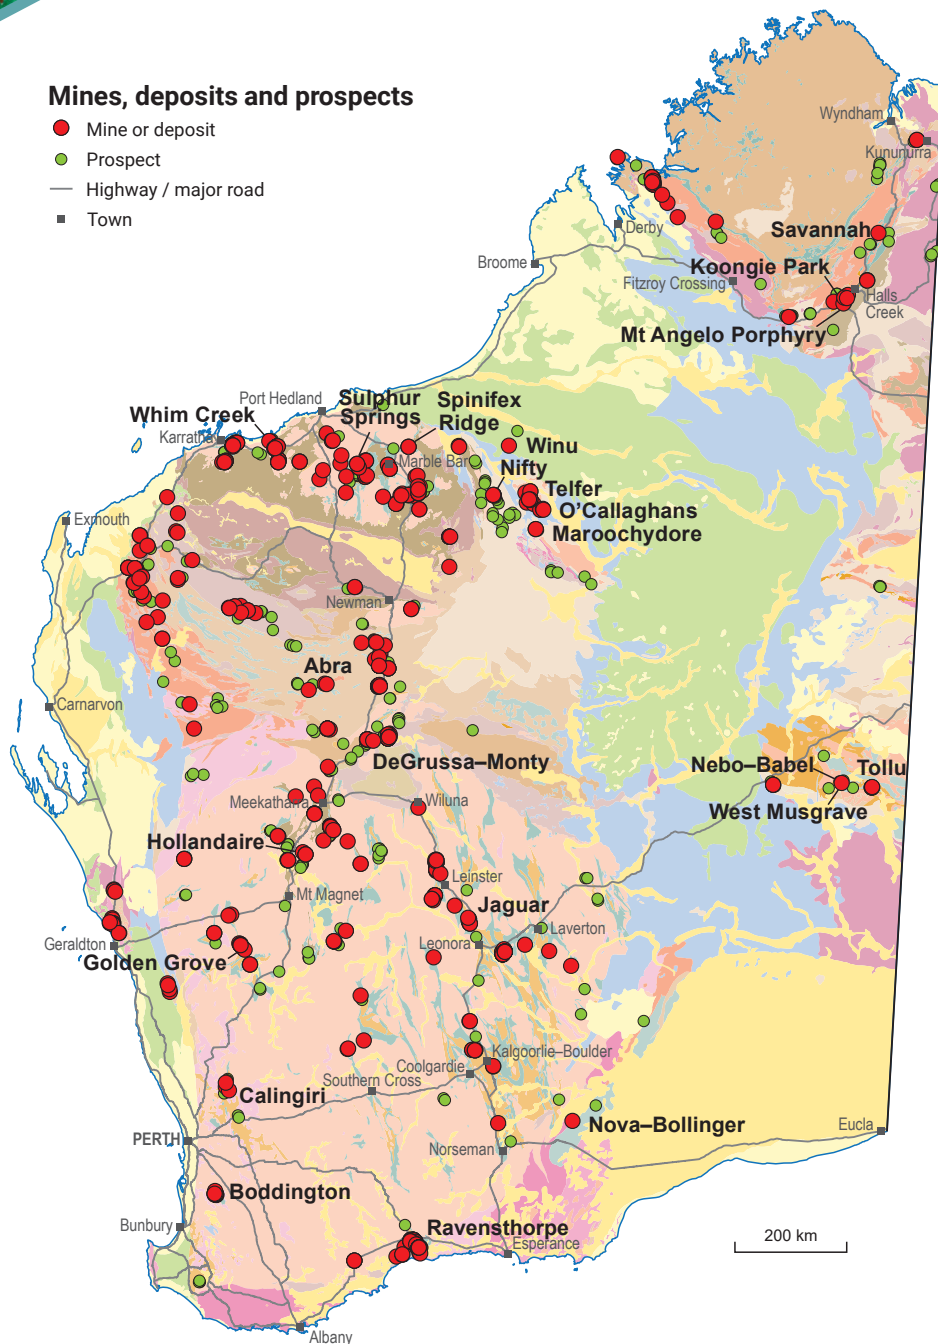 Mines, deposits and prospects
Mine or deposit
Prospect
Highway / major road
Town
Wyndham
Kununurra
Derby
Savannah
Broome
Koongie Park
Fitzroy Crossing
Halls
Creek
Mt Angelo Porphyry
Port Hedland
Sulphur
Springs
Spinifex
Ridge
Whim Creek
Karratha
Winu
Marble Bar
Nifty
Telfer
O'Callaghans
Maroochydore
Exmouth
Newman
Abra
Carnarvon
DeGrussa–Monty
Nebo–Babel
Tollu
West Musgrave
Meekatharra
Wiluna
Hollandaire
Leinster
Mt Magnet
Jaguar
Laverton
Geraldton
Leonora
Golden Grove
Kalgoorlie–Boulder
Coolgardie
Southern Cross
Calingiri
Nova–Bollinger
Eucla
PERTH
Norseman
Boddington
Bunbury
Ravensthorpe
Esperance
200 km
Albany